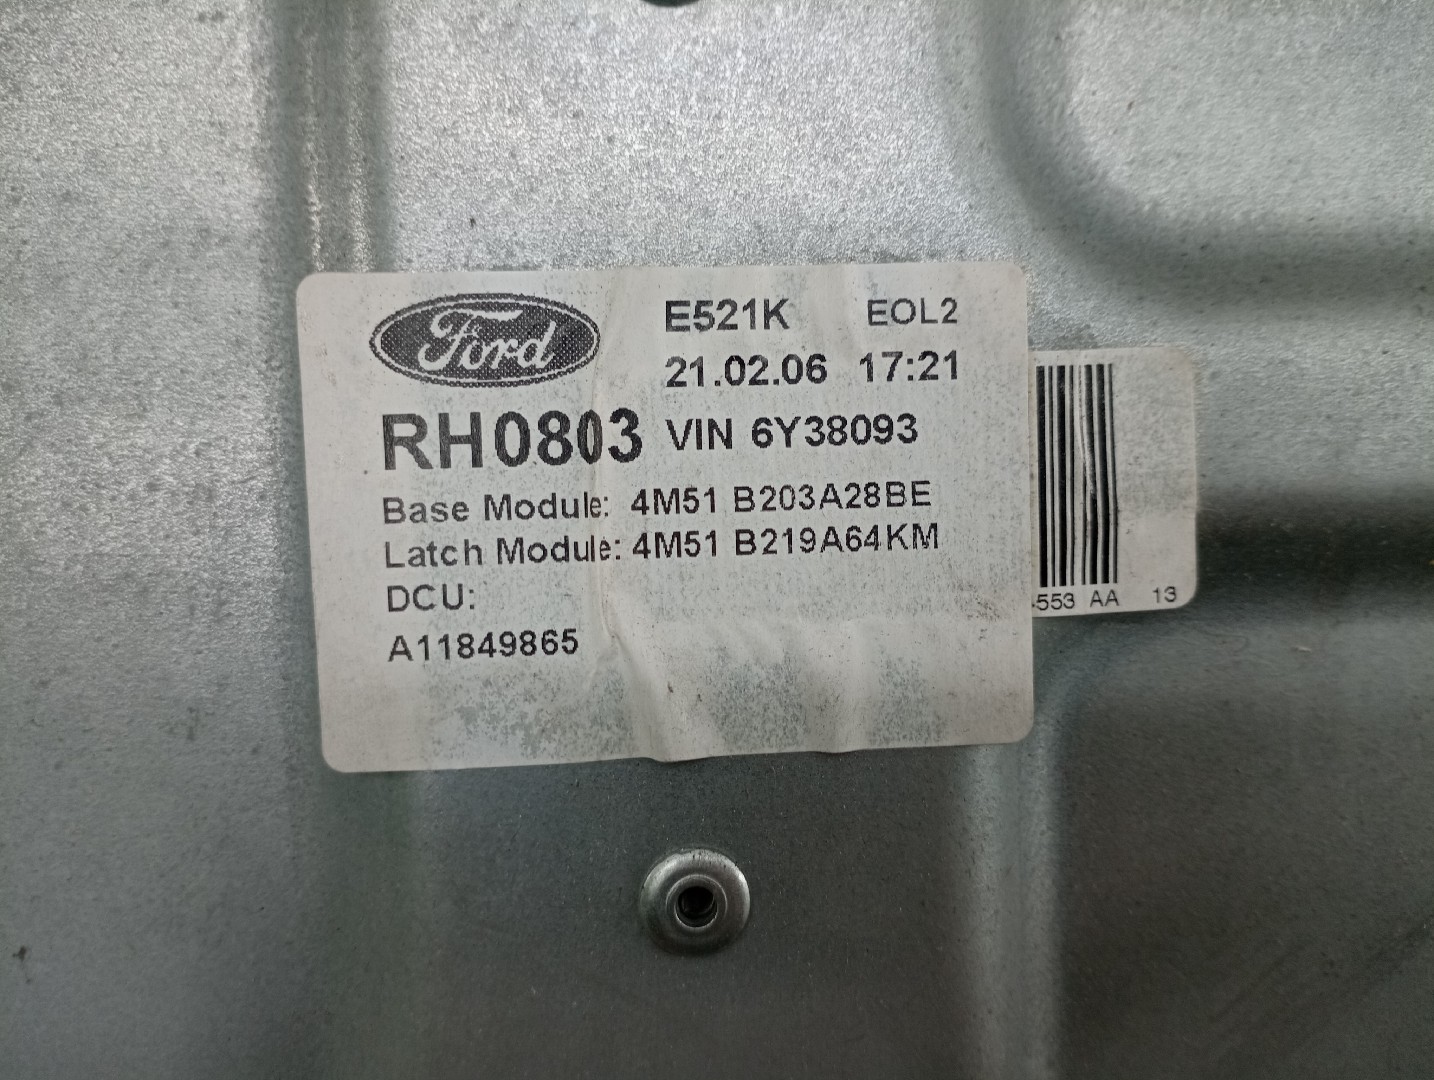 Ford
E521K EOL2
21.02.06 17:21
RH0803 VIN 6Y38093
Base Module: 4M51 B203A28BE
Latch Module: 4M51 B219A64KM
DCU:
A11849865
553 AA 13